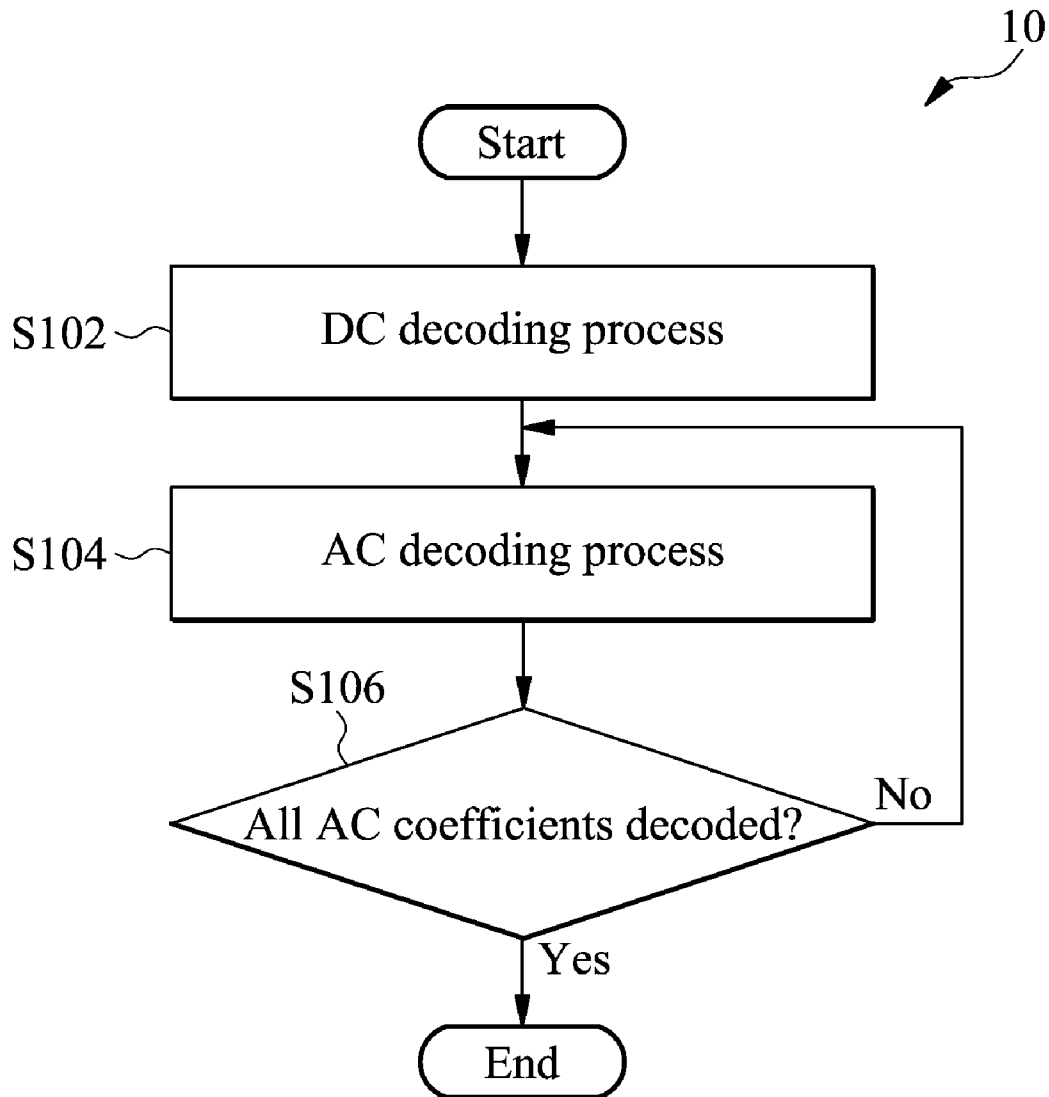 10
Start
S102
DC decoding process
S104
AC decoding process
S106
All AC coefficients decoded?
No
Yes
End